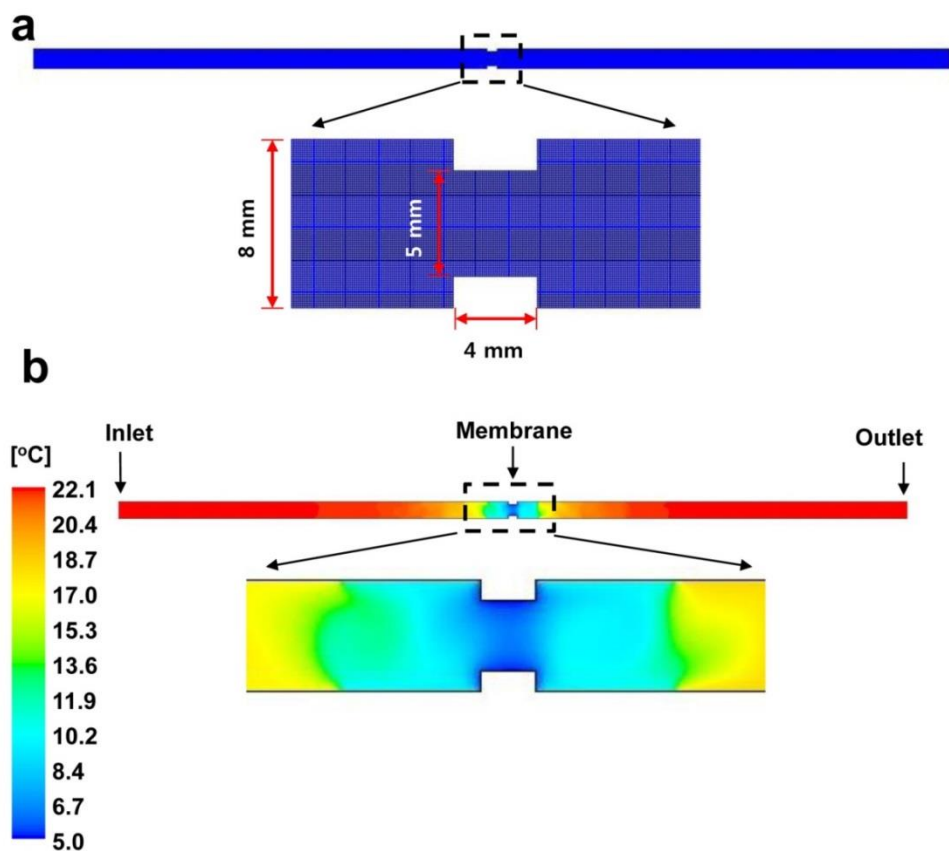 a
8 mm
5 mm
4 mm
b
Inlet
Membrane
Outlet
[°C]
22.1
20.4
18.7
17.0
15.3
13.6
11.9
10.2
8.4
6.7
5.0